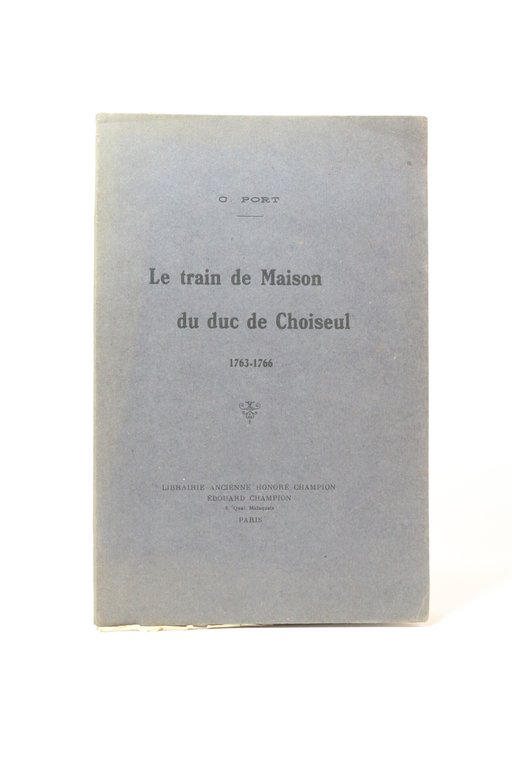 C. PORT
Le train de Maison
du duc de Choiseul
1763-1766
LIBRAIRIE ANCIENNE HONORÉ CHAMPION
ÉDOUARD CHAMPION
5, Quai Malaquais
PARIS